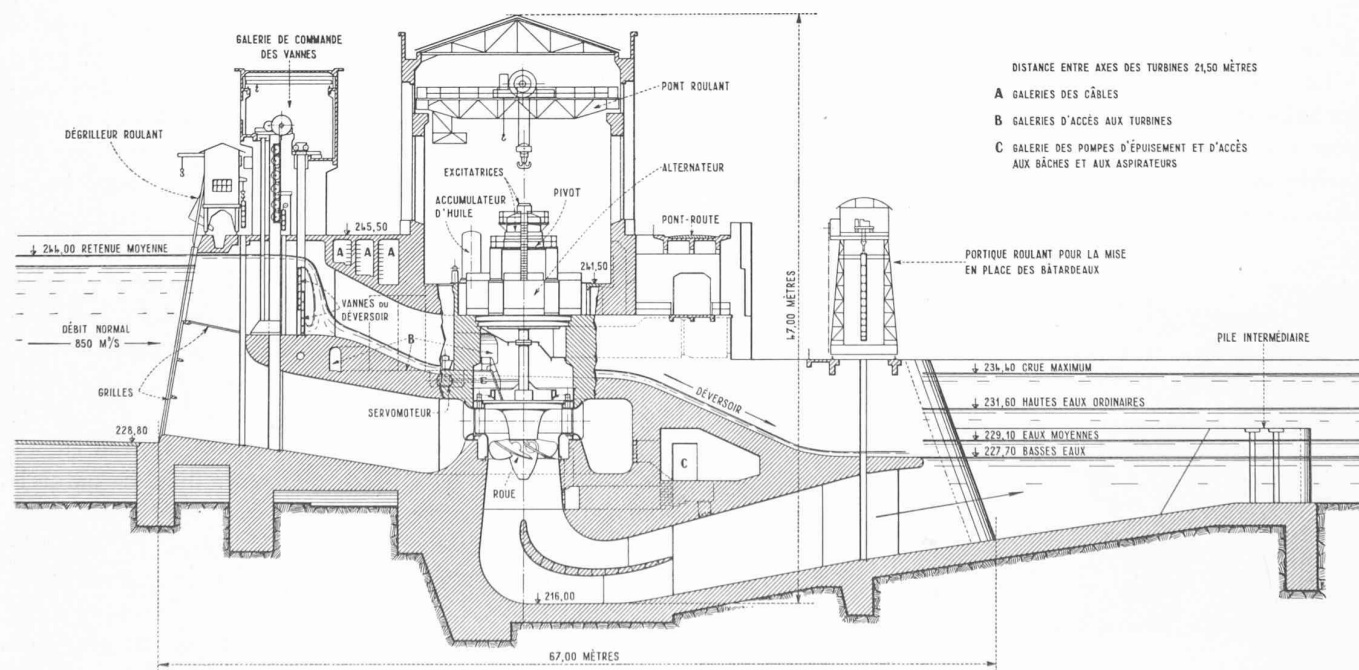 GALERIE DE COMMANDE
DES VANNES
DÉGRILLEUR ROULANT
PONT ROULANT
DISTANCE ENTRE AXES DES TURBINES 21,50 MÈTRES
A GALERIES DES CÂBLES
B GALERIES D'ACCÈS AUX TURBINES
C GALERIE DES POMPES D'ÉPUISEMENT ET D'ACCÈS
AUX BÂCHES ET AUX ASPIRATEURS
EXCITATRICES
ALTERNATEUR
ACCUMULATEUR
D'HUILE
PIVOT
PONT-ROUTE
245,50
244,00 RETENUE MOYENNE
A A A
241,50
47,00 MÈTRES
PORTIQUE ROULANT POUR LA MISE
EN PLACE DES BÂTARDEAUX
VANNES DU
DÉVERSOIR
DÉBIT NORMAL
850 M³/S
B
PILE INTERMÉDIAIRE
234,40 CRUE MAXIMUM
GRILLES
SERVOMOTEUR
DÉVERSOIR
231,60 HAUTES EAUX ORDINAIRES
228,80
229,10 EAUX MOYENNES
227,70 BASSES EAUX
C
ROUE
216,00
67,00 MÈTRES